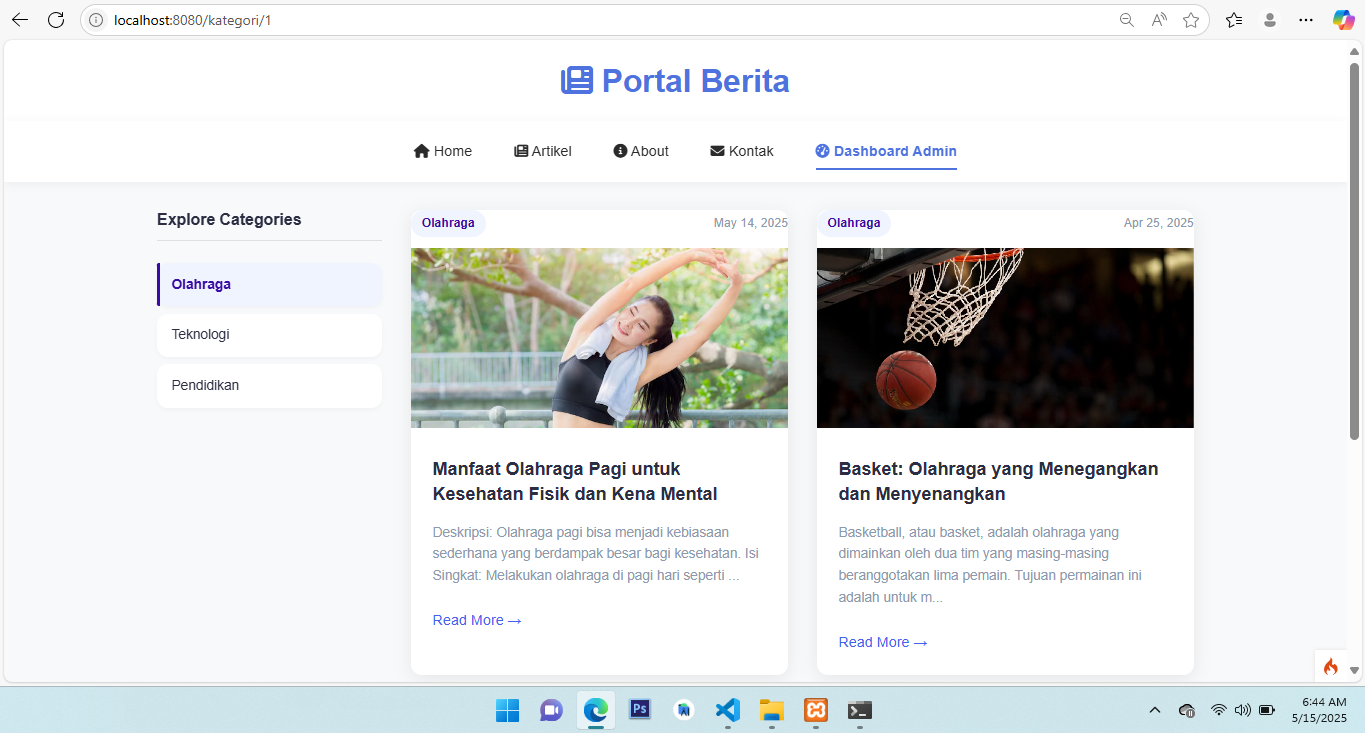 localhost:8080/kategori/1
Portal Berita
Home
Artikel
About
Kontak
Dashboard Admin
Explore Categories
Olahraga
Teknologi
Pendidikan
Olahraga
May 14, 2025
Manfaat Olahraga Pagi untuk
Kesehatan Fisik dan Kena Mental
Deskripsi: Olahraga pagi bisa menjadi kebiasaan
sederhana yang berdampak besar bagi kesehatan. Isi
Singkat: Melakukan olahraga di pagi hari seperti ...
Read More →
Olahraga
Apr 25, 2025
Basket: Olahraga yang Menegangkan
dan Menyenangkan
Basketball, atau basket, adalah olahraga yang
dimainkan oleh dua tim yang masing-masing
beranggotakan lima pemain. Tujuan permainan ini
adalah untuk m...
Read More →
Ps
6:44 AM
5/15/2025